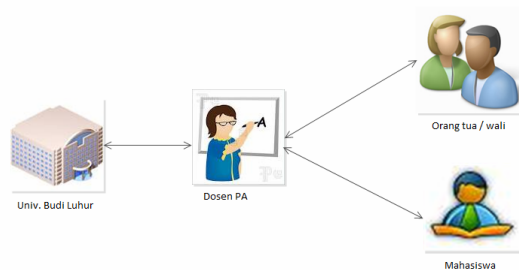 Orang tua / wali
A
Univ. Budi Luhur
Dosen PA
Mahasiswa